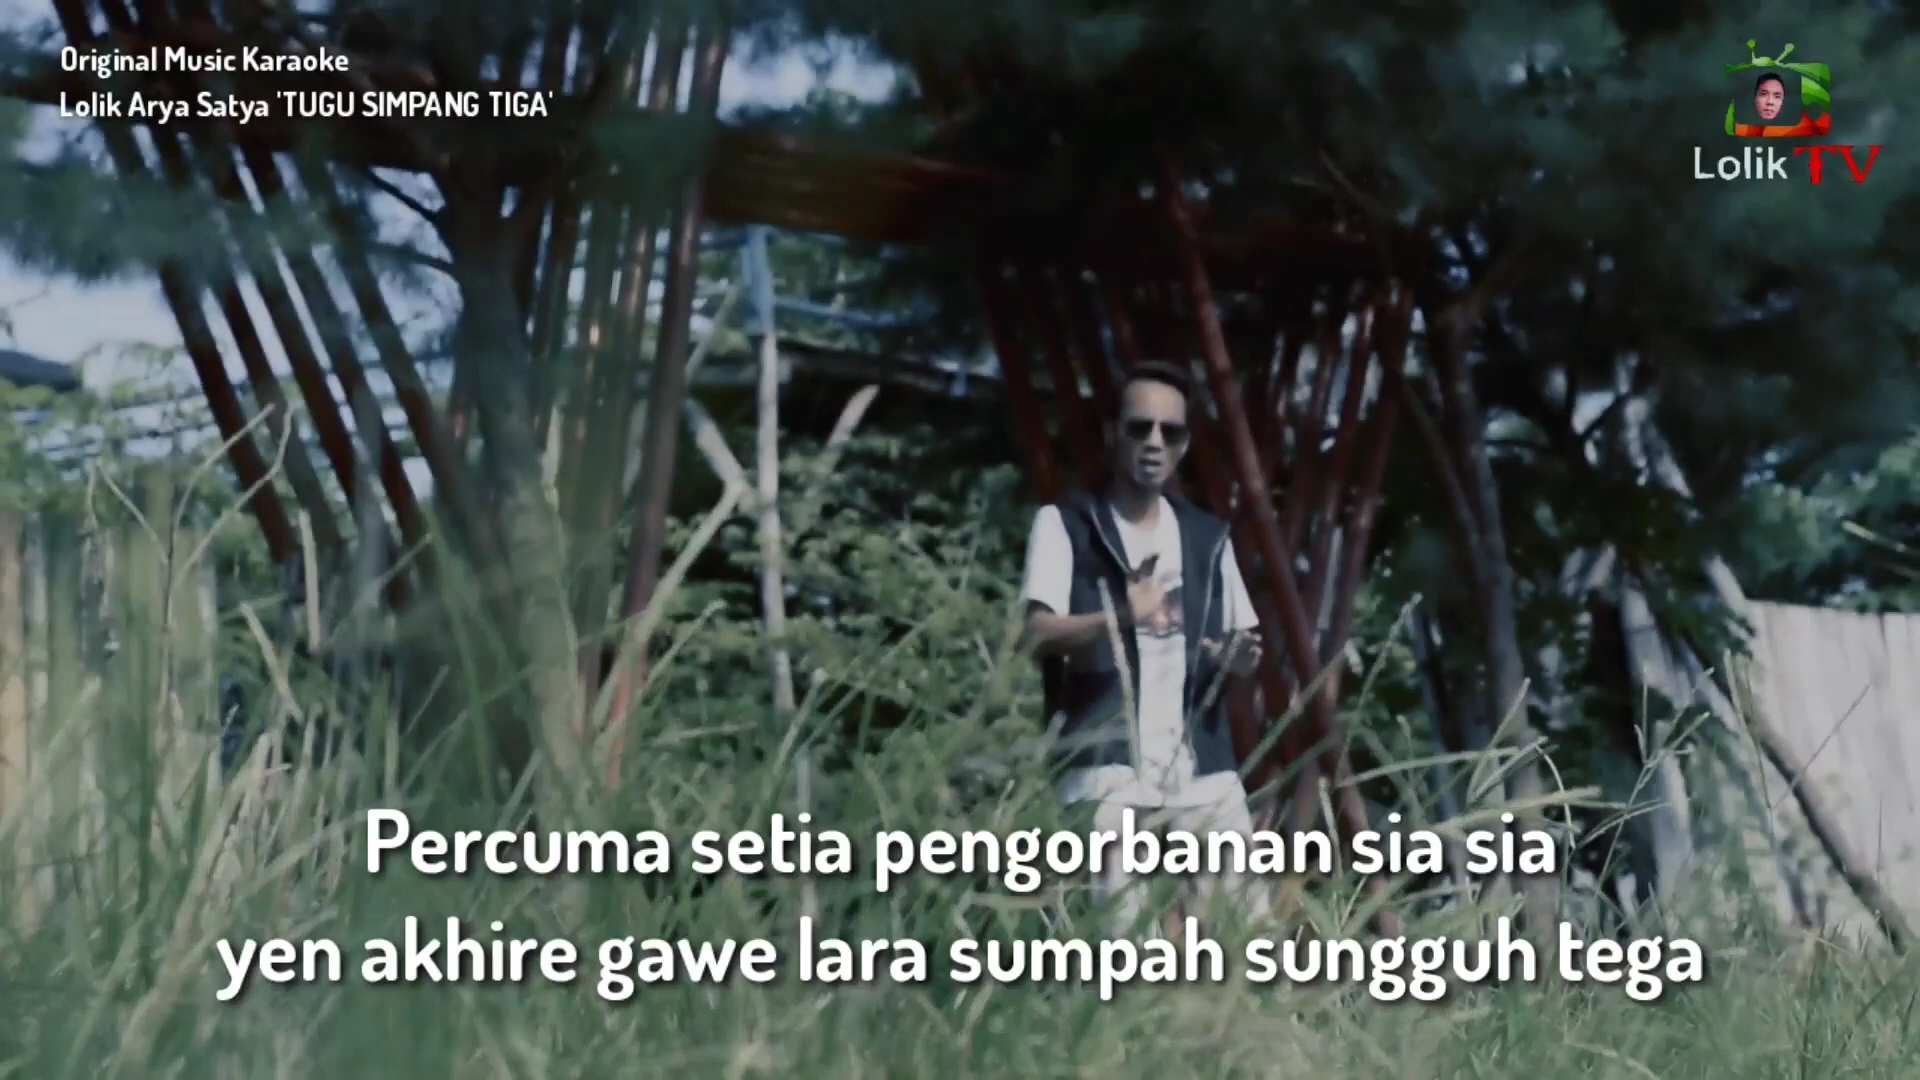 Original Music Karaoke
Lolik Arya Satya 'TUGU SIMPANG TIGA'
Lolik TV
Percuma setia pengorbanan sia sia
yen akhire gawe lara sumpah sungguh tega